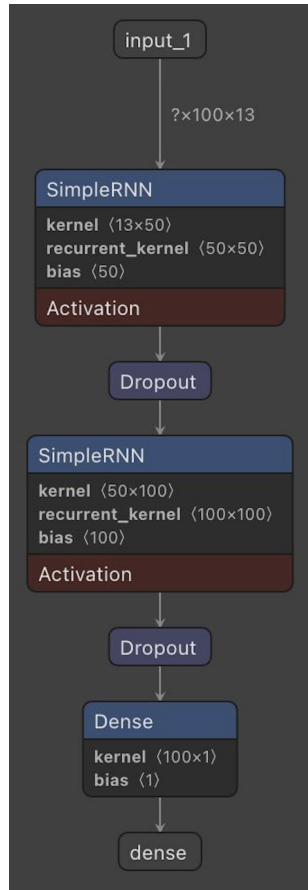 input_1
?×100×13
SimpleRNN
kernel ⟨13×50⟩
recurrent_kernel ⟨50×50⟩
bias ⟨50⟩
Activation
Dropout
SimpleRNN
kernel ⟨50×100⟩
recurrent_kernel ⟨100×100⟩
bias ⟨100⟩
Activation
Dropout
Dense
kernel ⟨100×1⟩
bias ⟨1⟩
dense